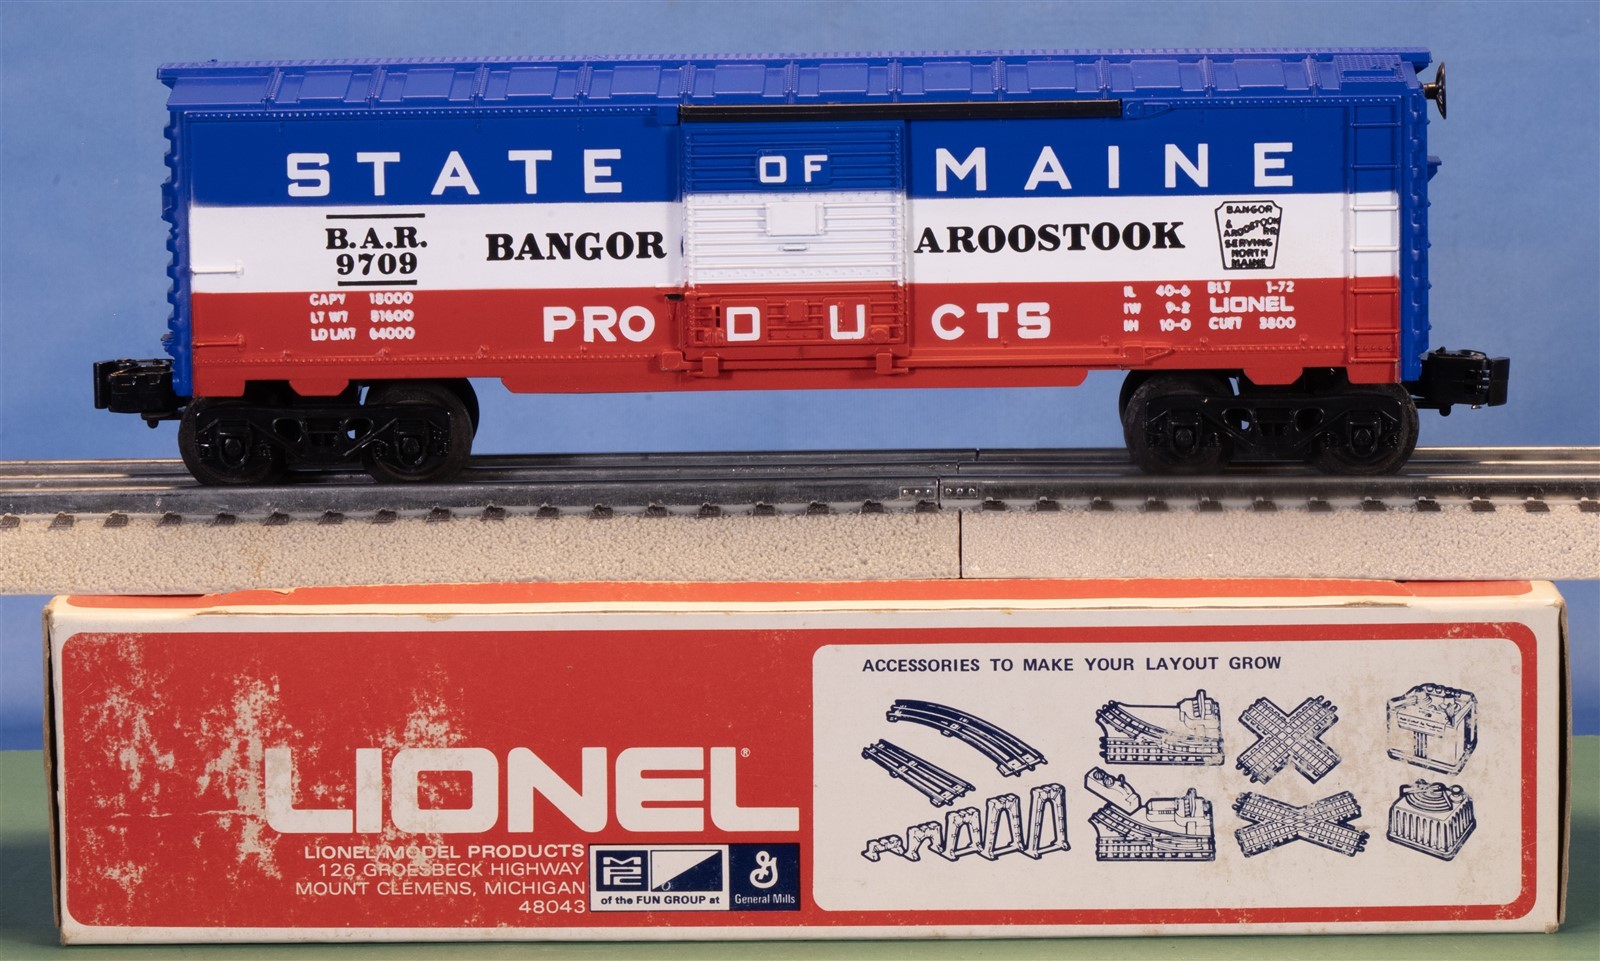 STATE OF MAINE
B.A.R.
9709
BANGOR AROOSTOOK
BANGOR
& AROOSTOOK
RR
SERVING
NORTH
MAINE
PRODUCTS
CAPY 18000
LT WT 51600
LD LMT 64000
IL 40-6
IW 9-2
IH 10-0
BLT 1-72
LIONEL
CUFT 3800
LIONEL®
LIONEL/MODEL PRODUCTS
126 GROESBECK HIGHWAY
MOUNT CLEMENS, MICHIGAN
48043
MPC
of the FUN GROUP at
G
General Mills
ACCESSORIES TO MAKE YOUR LAYOUT GROW